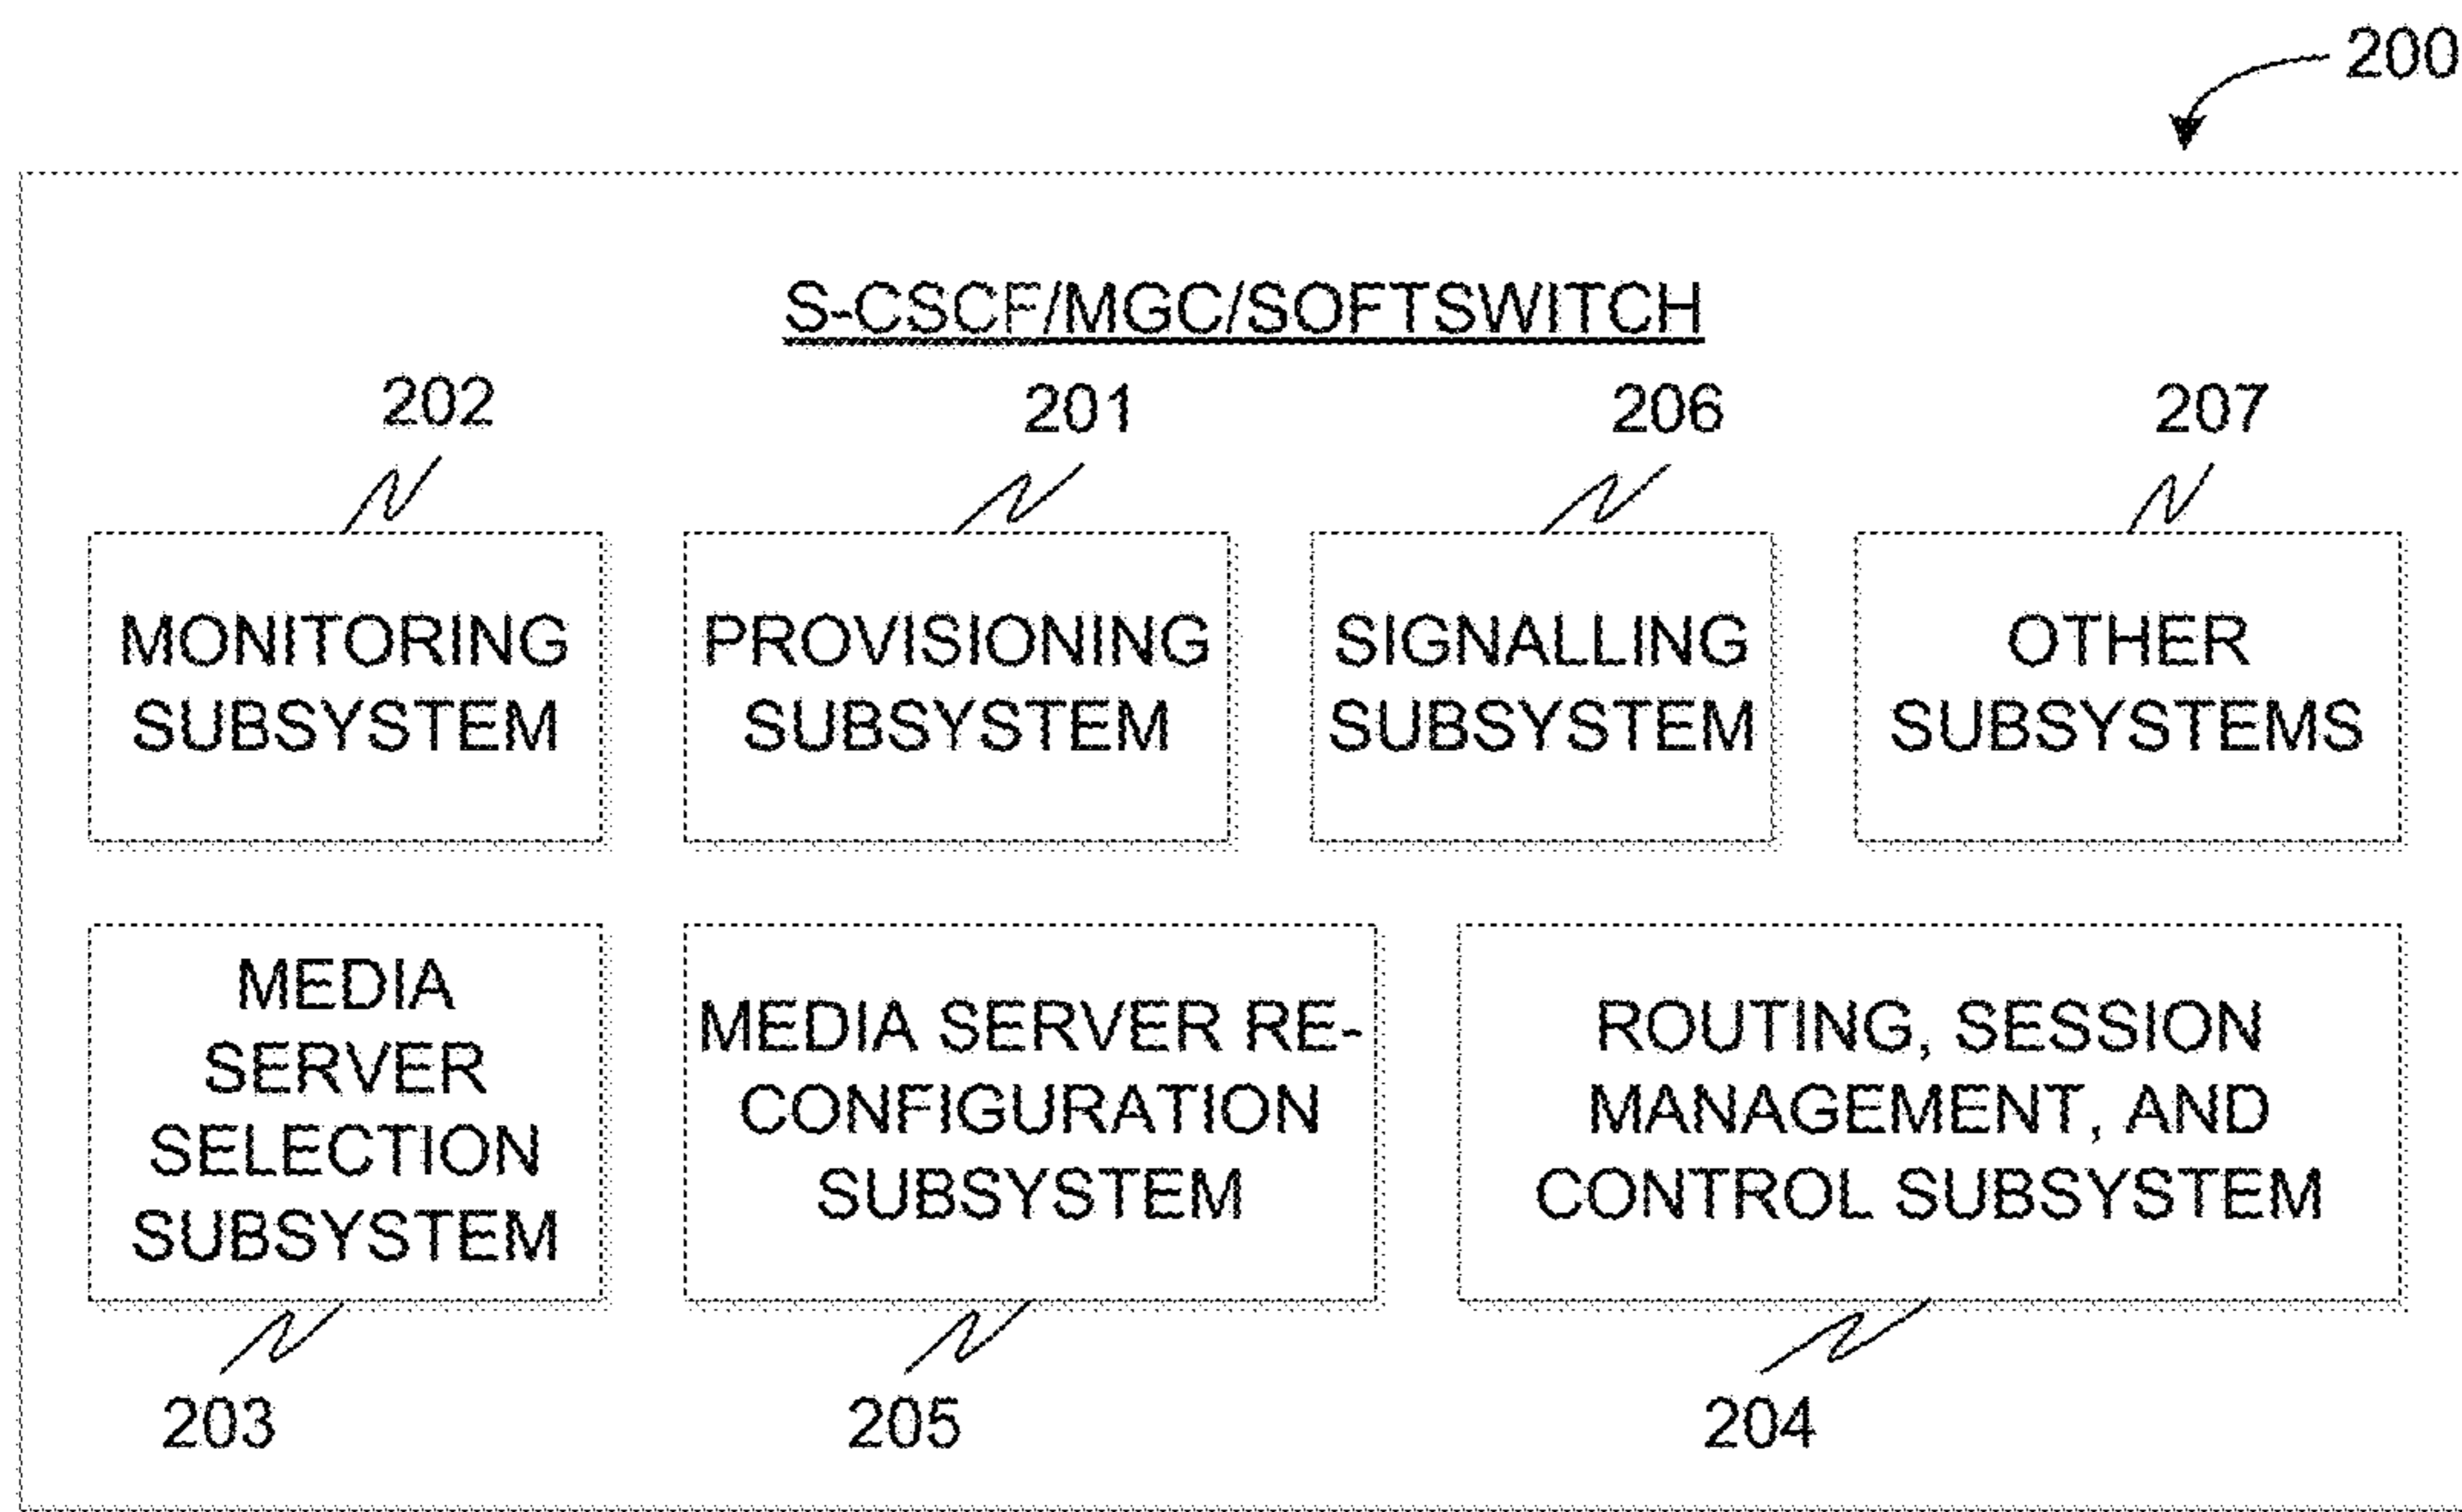 200
S-CSCF/MGC/SOFTSWITCH
202
201
206
207
MONITORING
SUBSYSTEM
PROVISIONING
SUBSYSTEM
SIGNALLING
SUBSYSTEM
OTHER
SUBSYSTEMS
MEDIA
SERVER
SELECTION
SUBSYSTEM
MEDIA SERVER RE-
CONFIGURATION
SUBSYSTEM
ROUTING, SESSION
MANAGEMENT, AND
CONTROL SUBSYSTEM
203
205
204